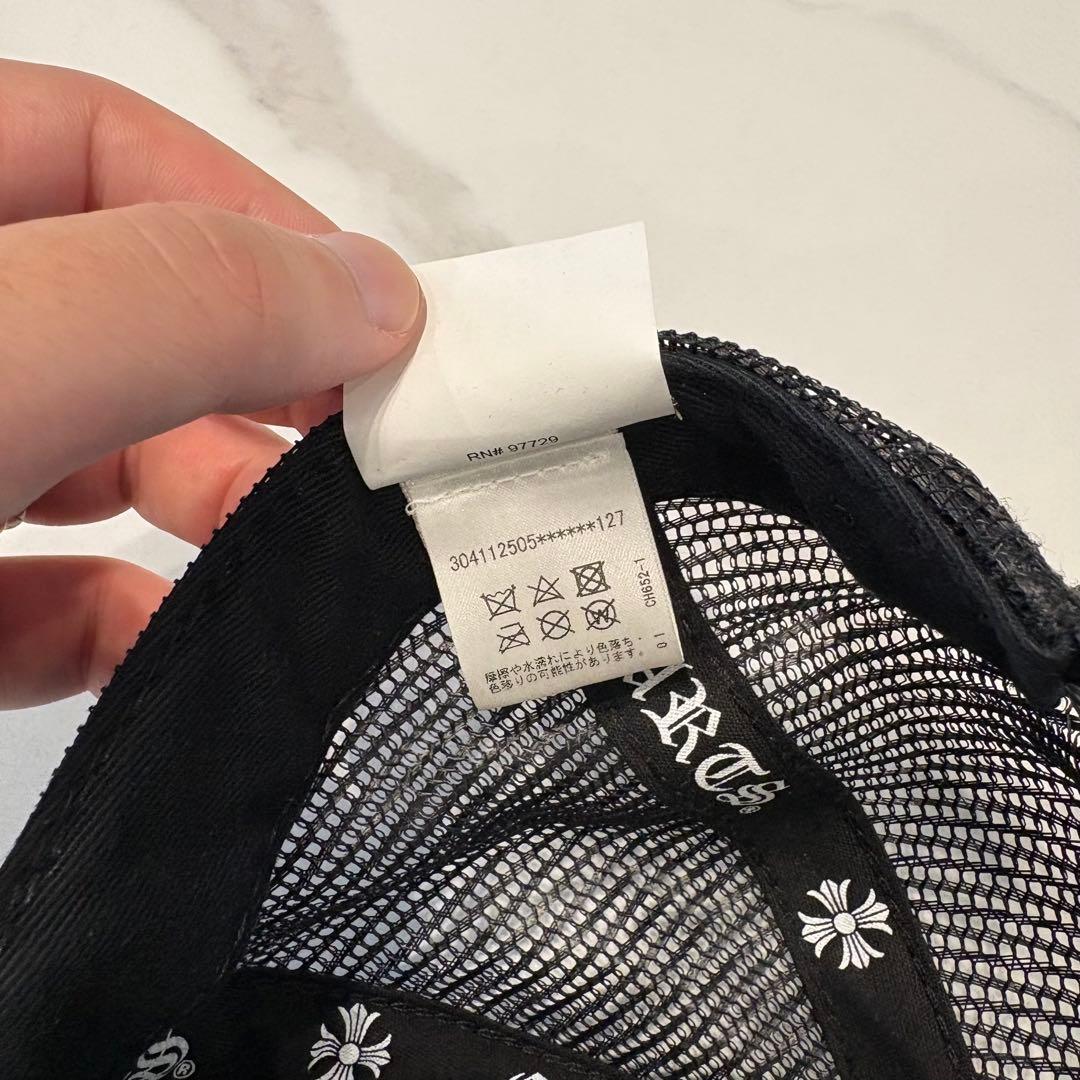 RN# 97729
304112505******127
CH652-1
01
摩擦や水濡れにより色落ち・
色移りの可能性があります。
ARTS®
S®